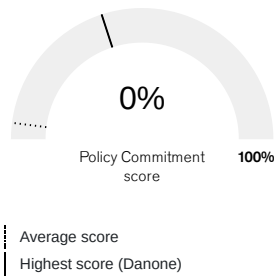 0%
Policy Commitment
score
100%
Average score
Highest score (Danone)